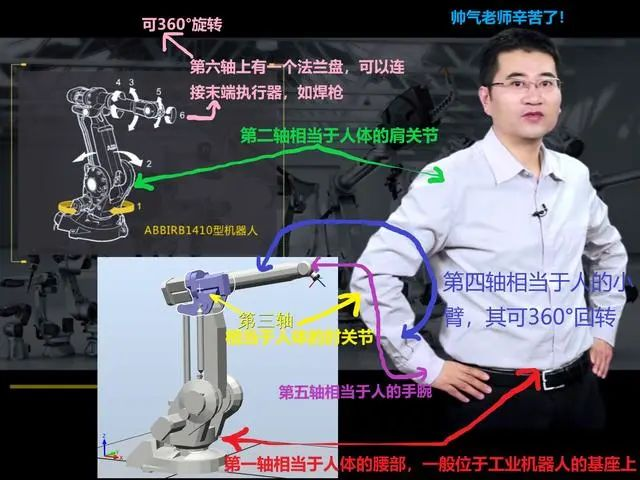 帅气老师辛苦了!
可360°旋转
第六轴上有一个法兰盘，可以连
接末端执行器，如焊枪
4
3
5
6
第二轴相当于人体的肩关节
2
1
ABBIRB1410型机器人
第四轴相当于人的小
臂，其可360°回转
第三轴
相当于人体的肘关节
第五轴相当于人的手腕
第一轴相当于人体的腰部，一般位于工业机器人的基座上